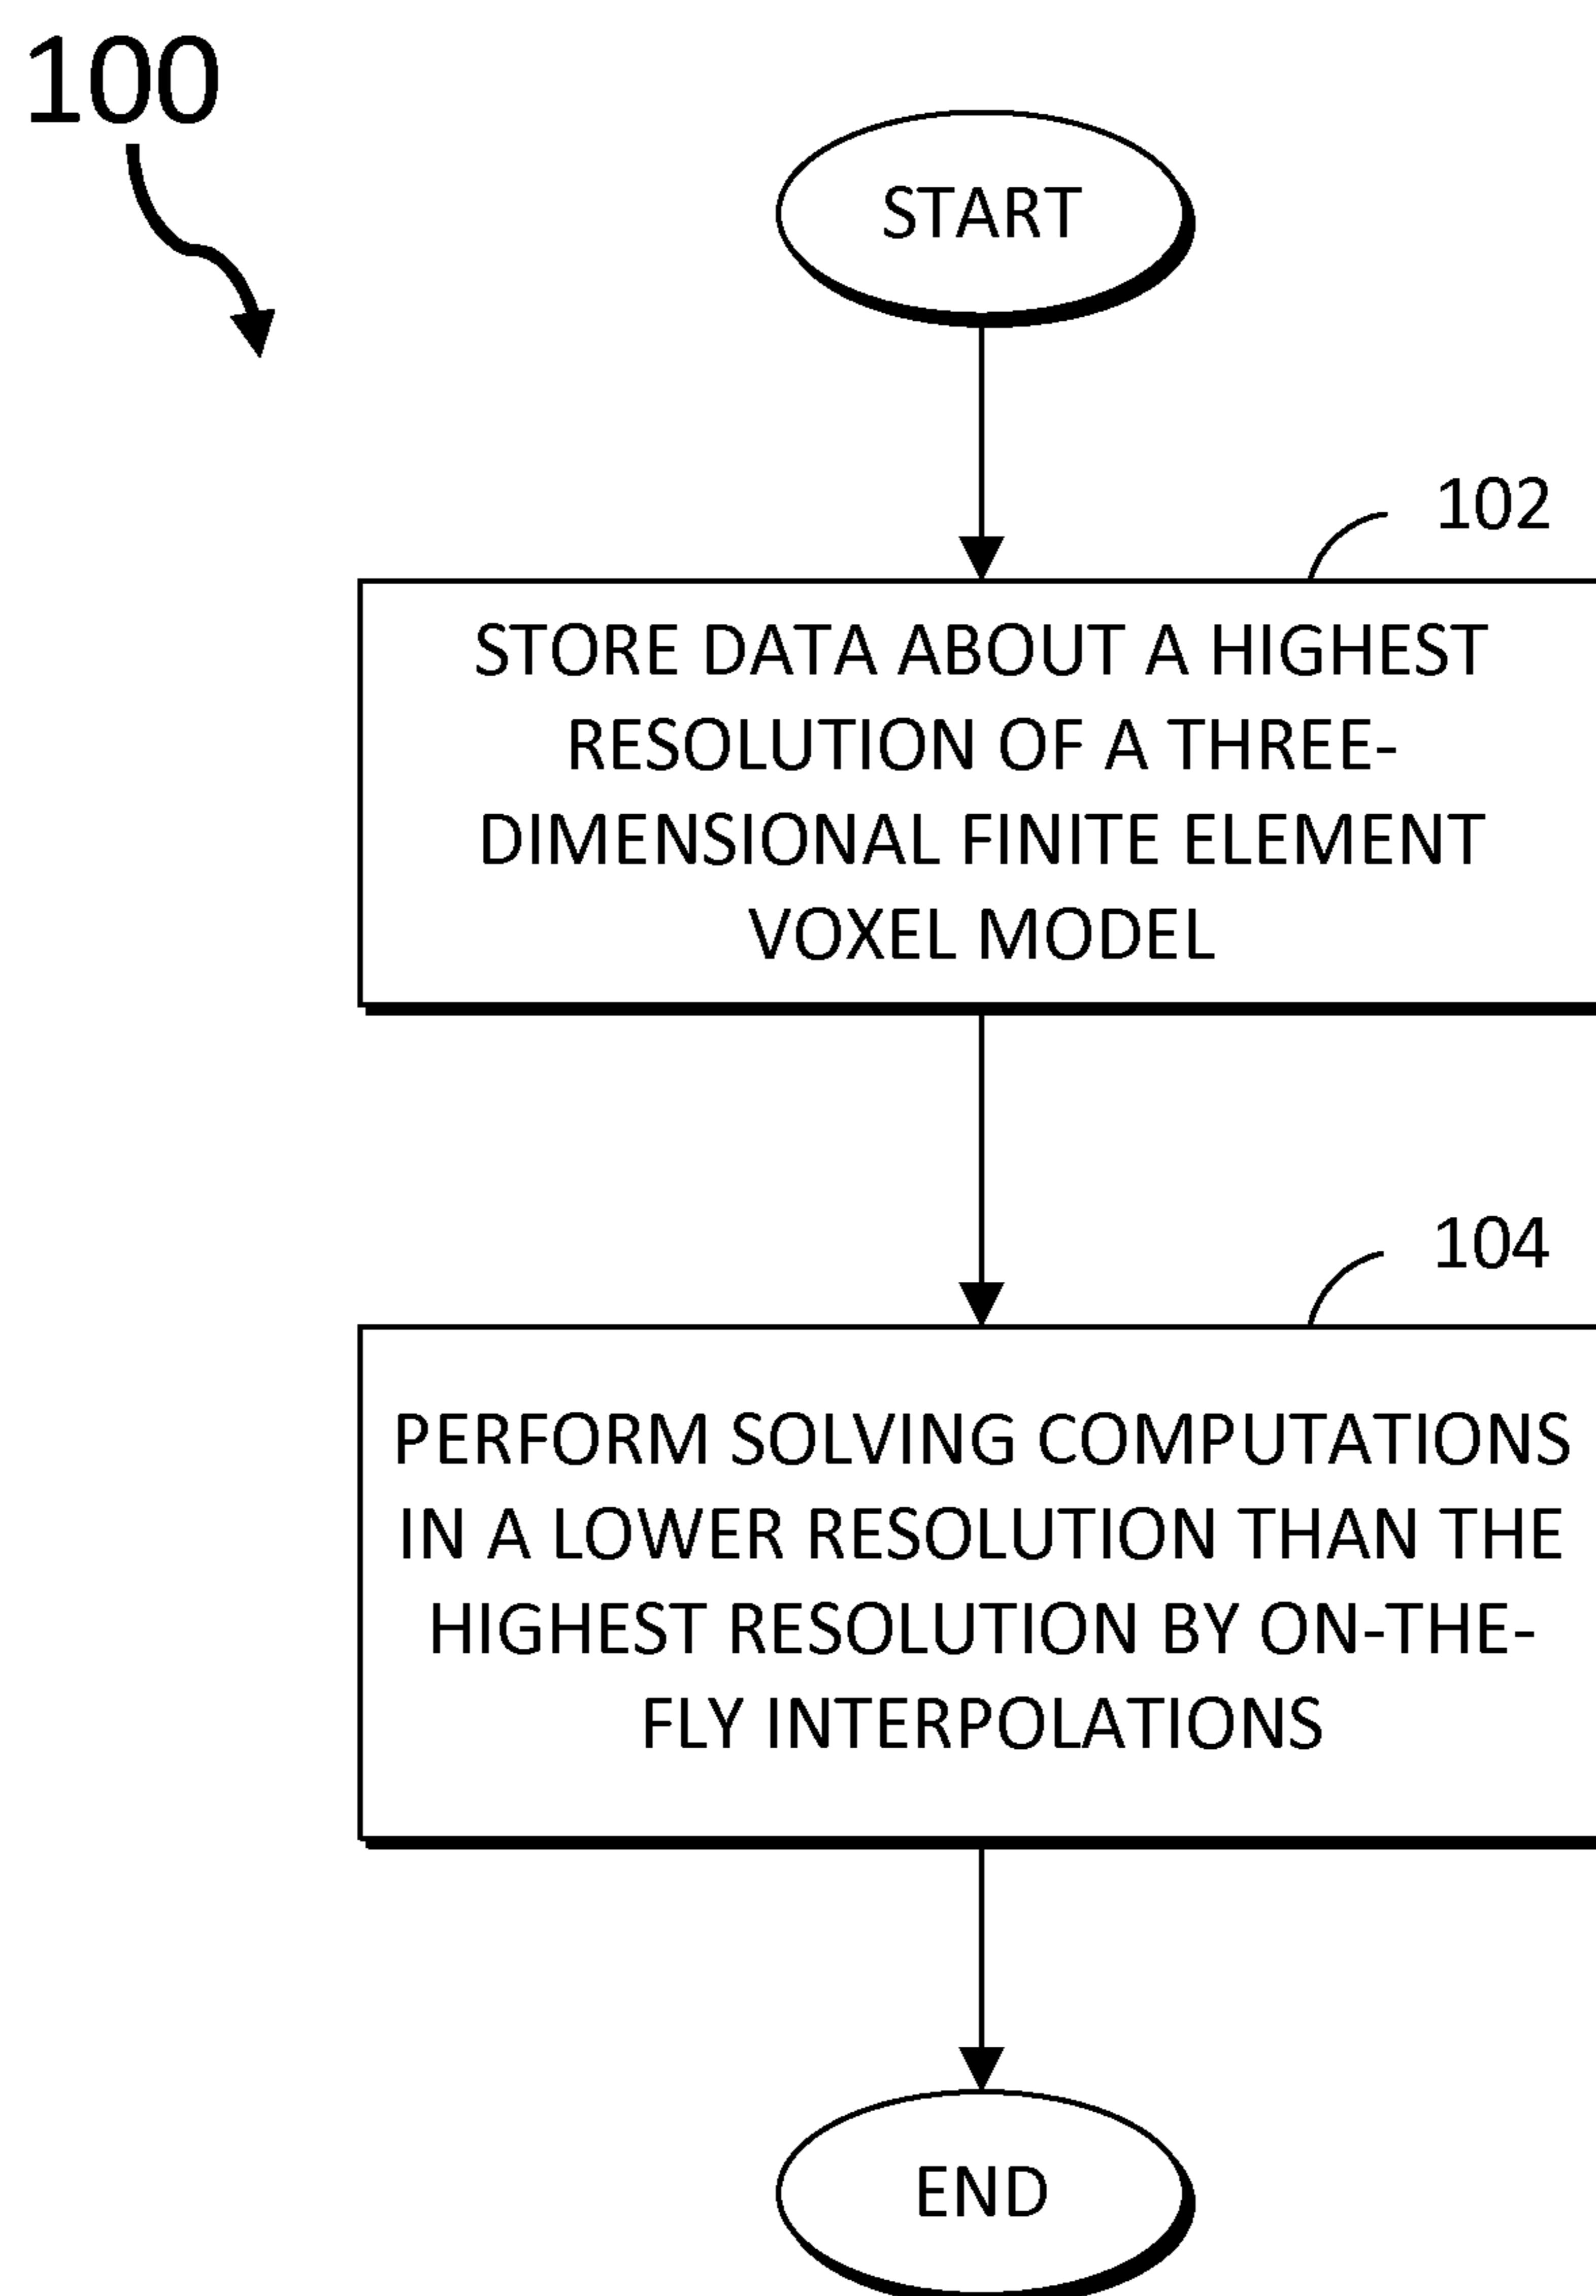 100
START
102
STORE DATA ABOUT A HIGHEST
RESOLUTION OF A THREE-
DIMENSIONAL FINITE ELEMENT
VOXEL MODEL
104
PERFORM SOLVING COMPUTATIONS
IN A LOWER RESOLUTION THAN THE
HIGHEST RESOLUTION BY ON-THE-
FLY INTERPOLATIONS
END